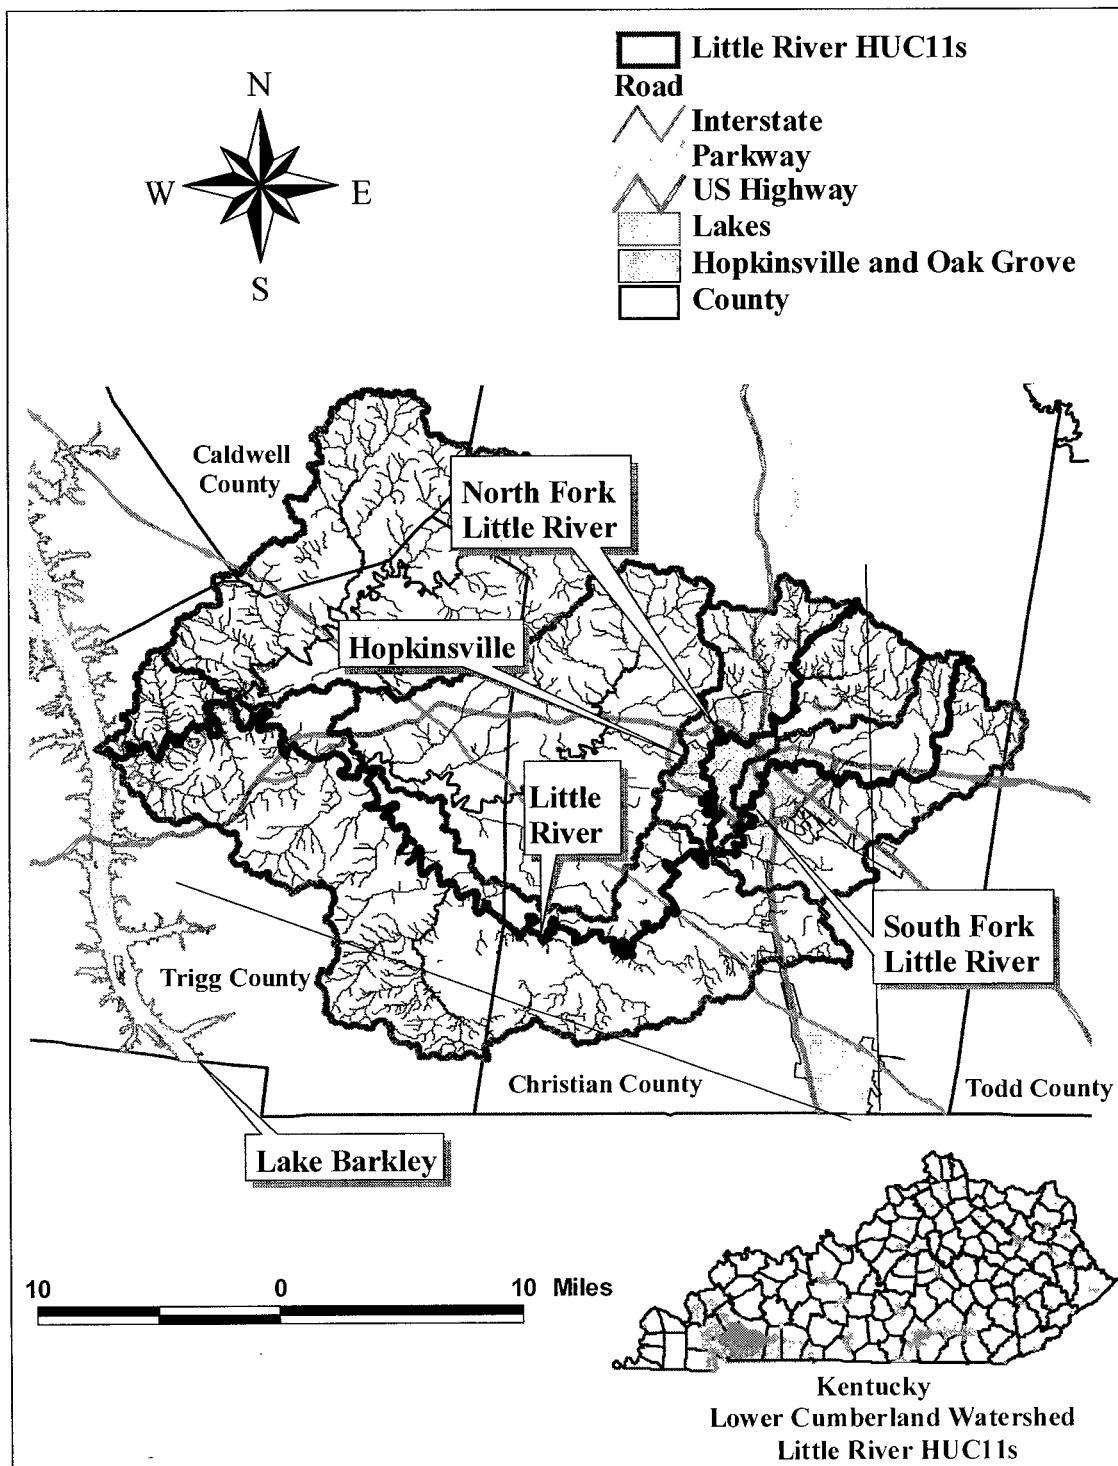 Little River HUC11s
Road
Interstate
Parkway
US Highway
Lakes
Hopkinsville and Oak Grove
County
N
W E
S
Caldwell
County
North Fork
Little River
Hopkinsville
Little
River
South Fork
Little River
Trigg County
Christian County
Todd County
Lake Barkley
10 0 10 Miles
Kentucky
Lower Cumberland Watershed
Little River HUC11s